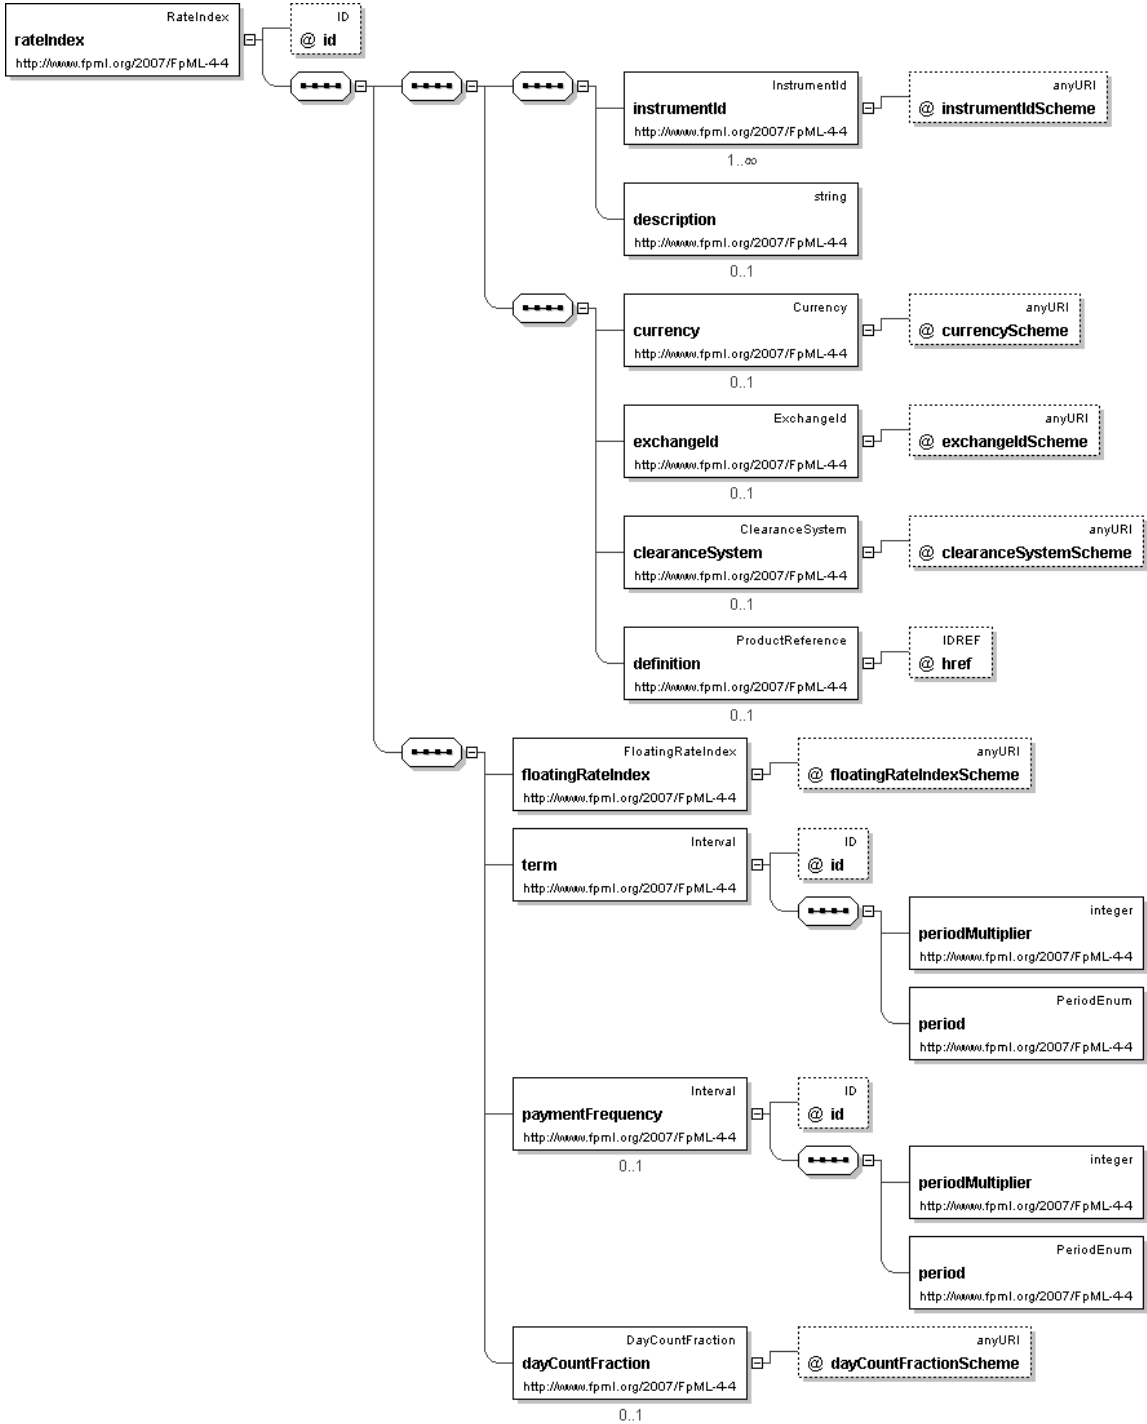 RateIndex
rateIndex
http://www.fpml.org/2007/FpML-4-4
ID
@ id
InstrumentId
instrumentId
http://www.fpml.org/2007/FpML-4-4
1..∞
anyURI
@ instrumentIdScheme
string
description
http://www.fpml.org/2007/FpML-4-4
0..1
Currency
currency
http://www.fpml.org/2007/FpML-4-4
0..1
anyURI
@ currencyScheme
ExchangeId
exchangeId
http://www.fpml.org/2007/FpML-4-4
0..1
anyURI
@ exchangeIdScheme
ClearanceSystem
clearanceSystem
http://www.fpml.org/2007/FpML-4-4
0..1
anyURI
@ clearanceSystemScheme
ProductReference
definition
http://www.fpml.org/2007/FpML-4-4
0..1
IDREF
@ href
FloatingRateIndex
floatingRateIndex
http://www.fpml.org/2007/FpML-4-4
anyURI
@ floatingRateIndexScheme
Interval
term
http://www.fpml.org/2007/FpML-4-4
ID
@ id
integer
periodMultiplier
http://www.fpml.org/2007/FpML-4-4
PeriodEnum
period
http://www.fpml.org/2007/FpML-4-4
Interval
paymentFrequency
http://www.fpml.org/2007/FpML-4-4
0..1
ID
@ id
integer
periodMultiplier
http://www.fpml.org/2007/FpML-4-4
PeriodEnum
period
http://www.fpml.org/2007/FpML-4-4
DayCountFraction
dayCountFraction
http://www.fpml.org/2007/FpML-4-4
0..1
anyURI
@ dayCountFractionScheme